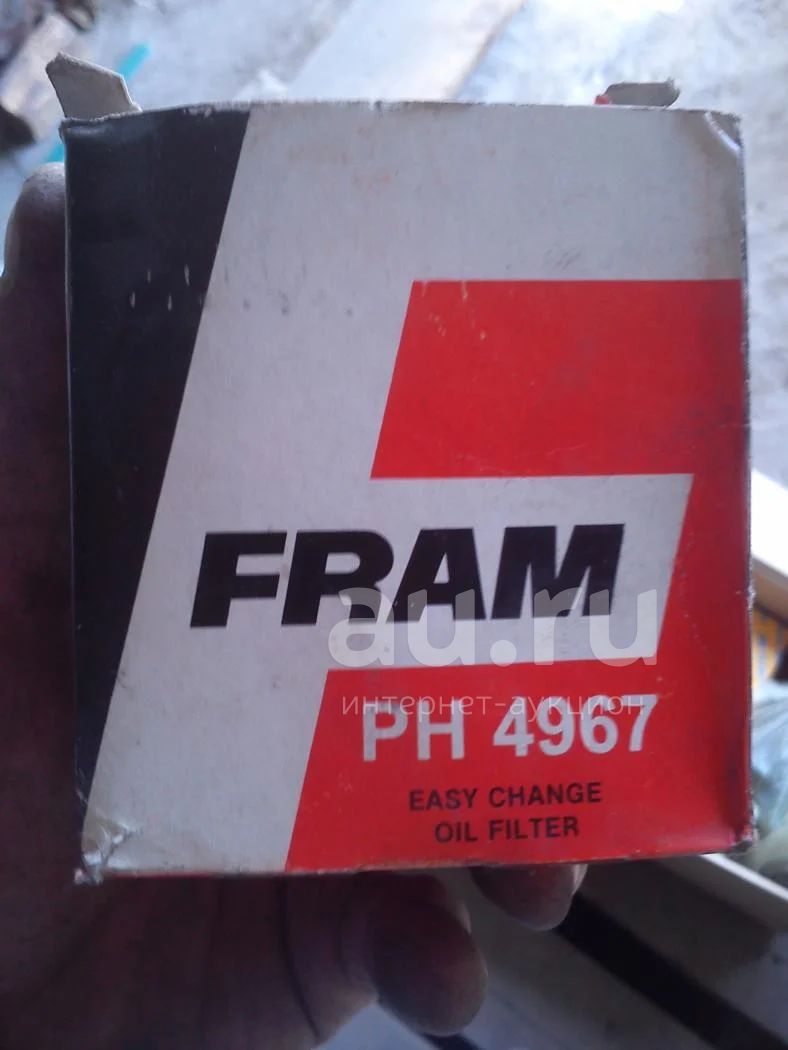 FRAM
au.ru
интернет-аукцион
PH 4967
EASY CHANGE
OIL FILTER